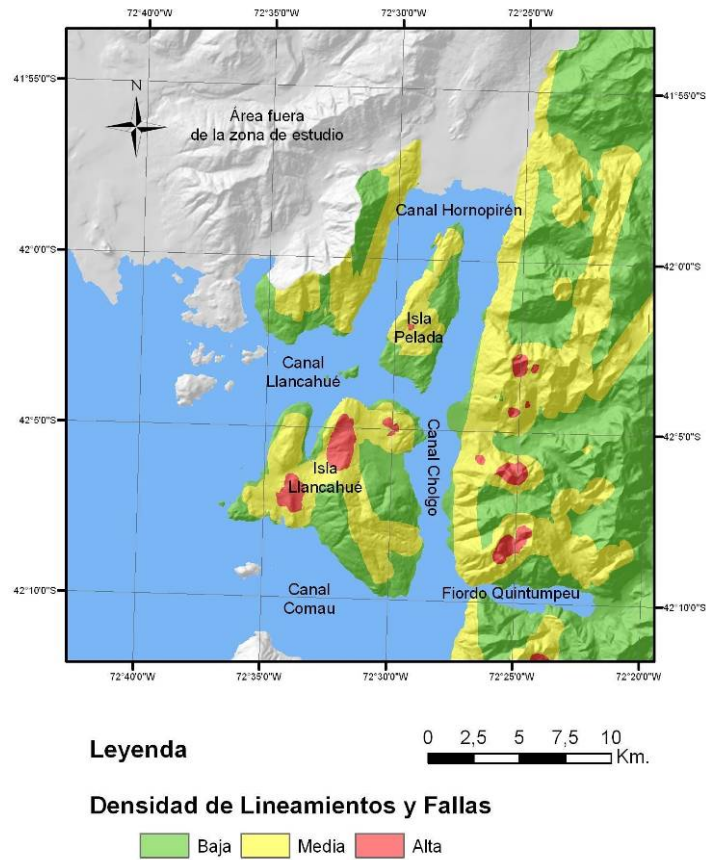 72°40'0"W 72°35'0"W 72°30'0"W 72°25'0"W
41°55'0"S
41°55'0"S
N
Área fuera
de la zona de estudio
Canal Hornopirén
42°0'0"S
42°0'0"S
Isla
Pelada
Canal
Llancahué
42°5'0"S
42°5'0"S
Canal Cholgo
Isla
Llancahué
42°10'0"S
42°10'0"S
Canal
Comau
Fiordo Quintumpeu
72°40'0"W 72°35'0"W 72°30'0"W 72°25'0"W 72°20'0"W
Leyenda
0 2,5 5 7,5 10
Km.
Densidad de Lineamientos y Fallas
Baja Media Alta